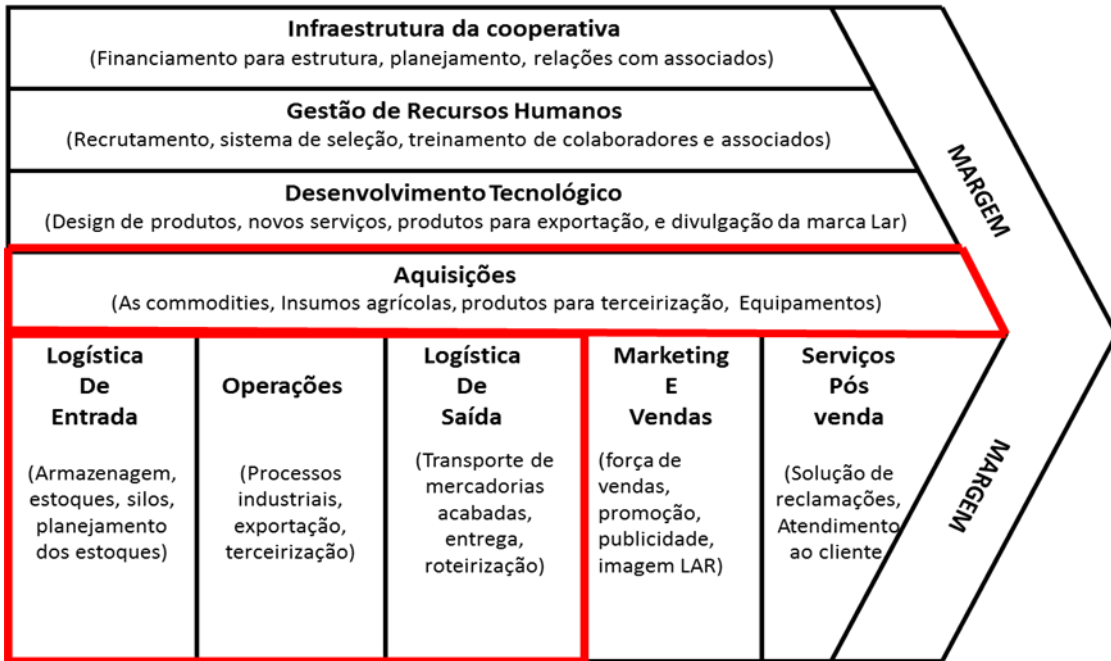 Infraestrutura da cooperativa
(Financiamento para estrutura, planejamento, relações com associados)
Gestão de Recursos Humanos
(Recrutamento, sistema de seleção, treinamento de colaboradores e associados)
Desenvolvimento Tecnológico
(Design de produtos, novos serviços, produtos para exportação, e divulgação da marca Lar)
Aquisições
(As commodities, Insumos agrícolas, produtos para terceirização, Equipamentos)
Logística
De
Entrada
(Armazenagem,
estoques, silos,
planejamento
dos estoques)
Operações
(Processos
industriais,
exportação,
terceirização)
Logística
De
Saída
(Transporte de
mercadorias
acabadas,
entrega,
roteirização)
Marketing
E
Vendas
(força de
vendas,
promoção,
publicidade,
imagem LAR)
Serviços
Pós
venda
(Solução de
reclamações,
Atendimento
ao cliente
MARGEM
MARGEM